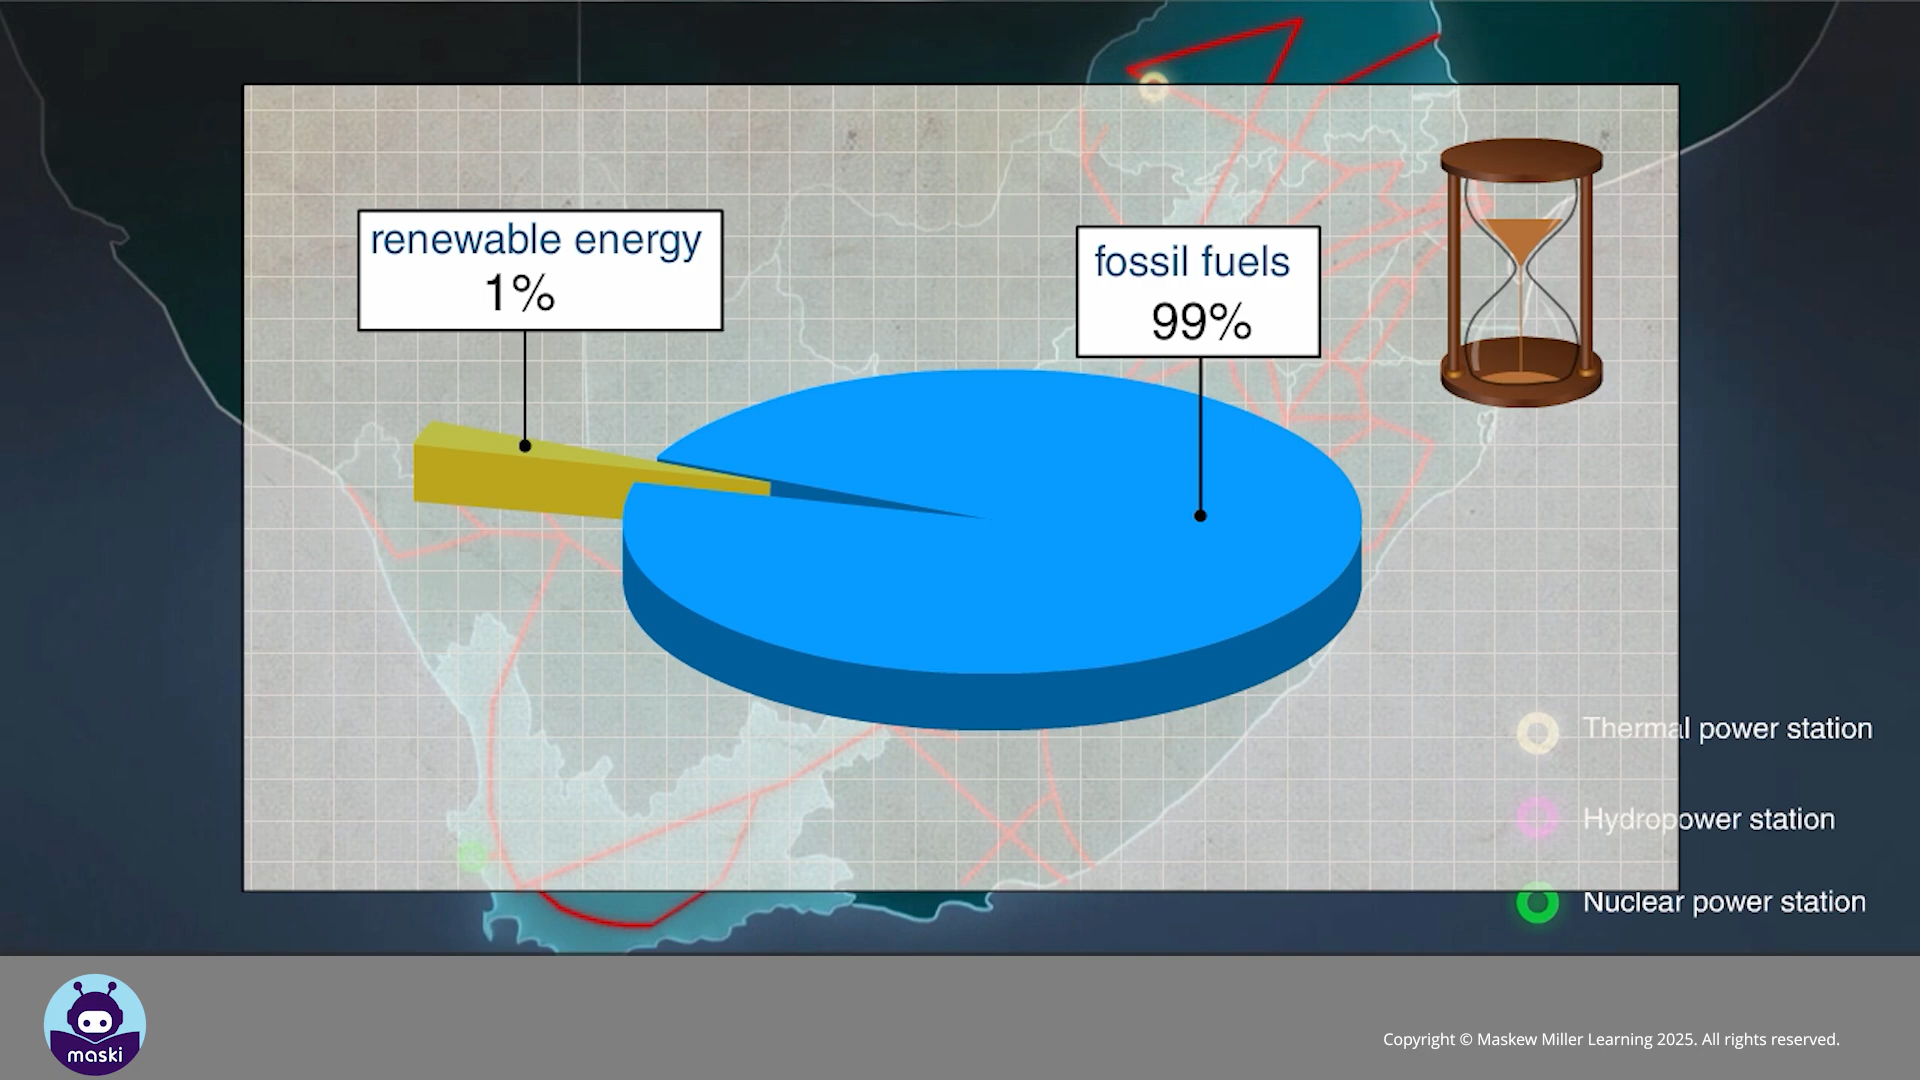 renewable energy
1%
fossil fuels
99%
Thermal power station
Hydropower station
Nuclear power station
maski
Copyright © Maskew Miller Learning 2025. All rights reserved.